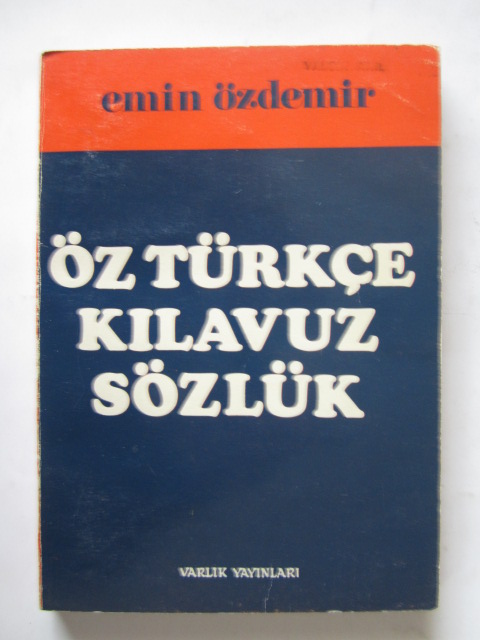 emin özdemir
ÖZ TÜRKÇE
KILAVUZ
SÖZLÜK
VARLIK YAYINLARI